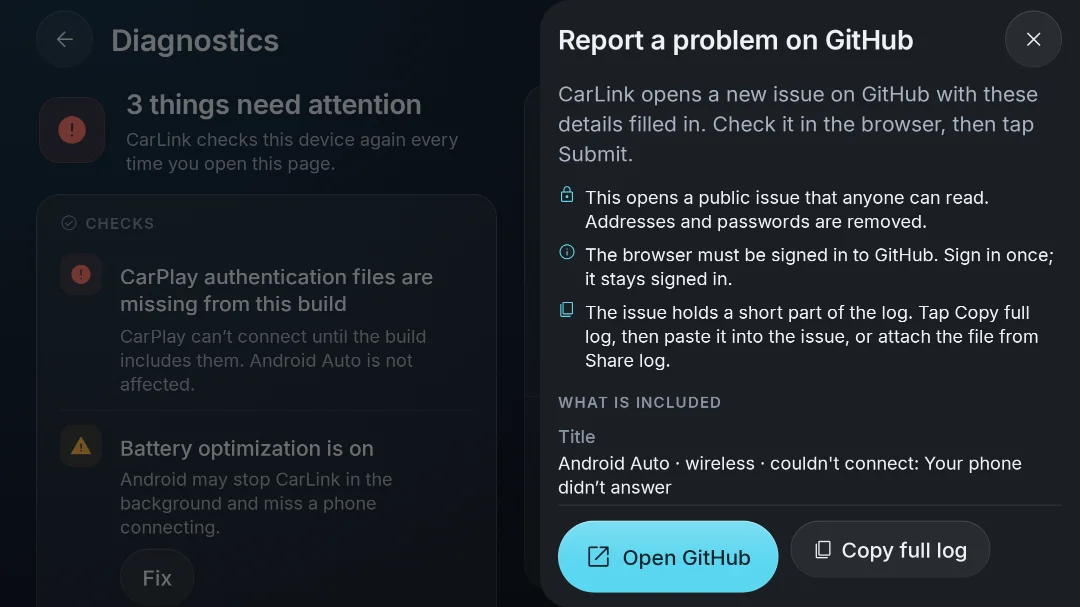 Diagnostics
3 things need attention
CarLink checks this device again every
time you open this page.
CHECKS
CarPlay authentication files are
missing from this build
CarPlay can’t connect until the build
includes them. Android Auto is not
affected.
Battery optimization is on
Android may stop CarLink in the
background and miss a phone
connecting.
Fix
Report a problem on GitHub
CarLink opens a new issue on GitHub with these
details filled in. Check it in the browser, then tap
Submit.
This opens a public issue that anyone can read.
Addresses and passwords are removed.
The browser must be signed in to GitHub. Sign in once;
it stays signed in.
The issue holds a short part of the log. Tap Copy full
log, then paste it into the issue, or attach the file from
Share log.
WHAT IS INCLUDED
Title
Android Auto · wireless · couldn't connect: Your phone
didn’t answer
Open GitHub
Copy full log